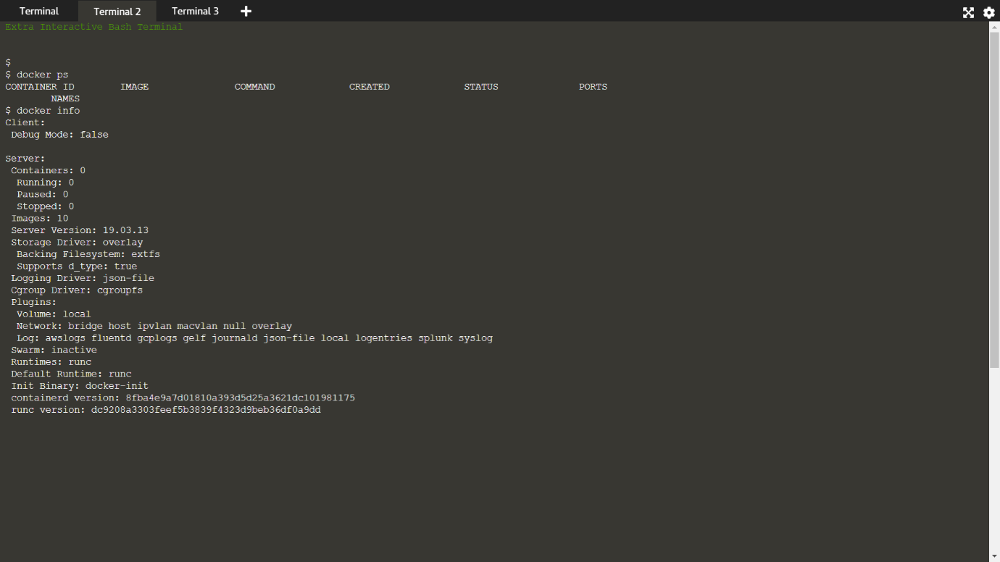 Terminal Terminal 2 Terminal 3
Extra Interactive Bash Terminal
$
$ docker ps
CONTAINER ID        IMAGE               COMMAND             CREATED             STATUS              PORTS
        NAMES
$ docker info
Client:
 Debug Mode: false
Server:
 Containers: 0
  Running: 0
  Paused: 0
  Stopped: 0
 Images: 10
 Server Version: 19.03.13
 Storage Driver: overlay
  Backing Filesystem: extfs
  Supports d_type: true
 Logging Driver: json-file
 Cgroup Driver: cgroupfs
 Plugins:
  Volume: local
  Network: bridge host ipvlan macvlan null overlay
  Log: awslogs fluentd gcplogs gelf journald json-file local logentries splunk syslog
 Swarm: inactive
 Runtimes: runc
 Default Runtime: runc
 Init Binary: docker-init
 containerd version: 8fba4e9a7d01810a393d5d25a3621dc101981175
 runc version: dc9208a3303feef5b3839f4323d9beb36df0a9dd